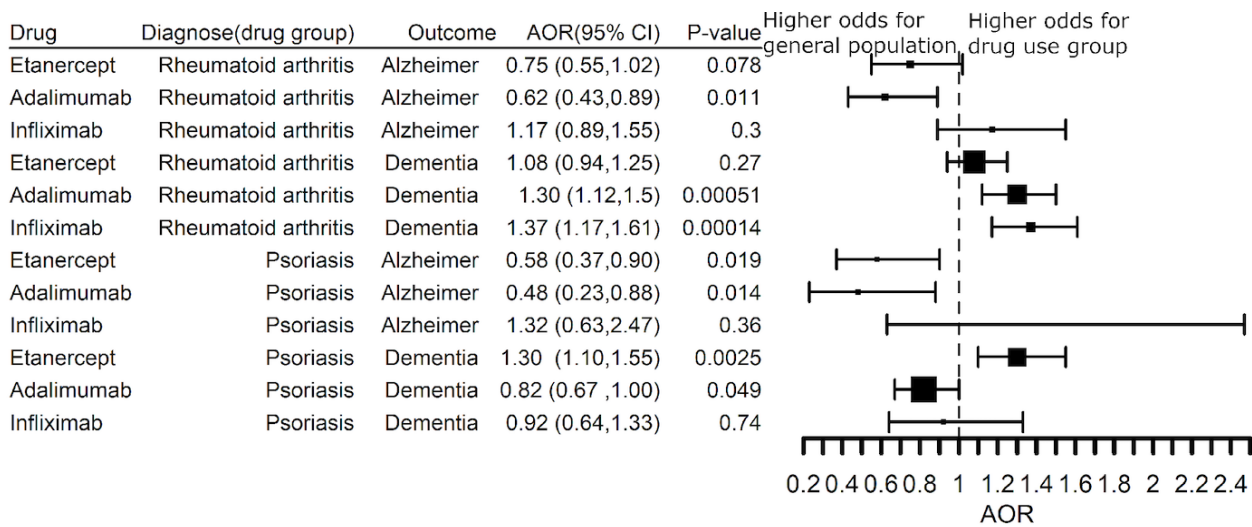 Higher odds for general population Higher odds for drug use group
Drug Diagnose(drug group) Outcome AOR(95% CI) P-value
Etanercept Rheumatoid arthritis Alzheimer 0.75 (0.55,1.02) 0.078
Adalimumab Rheumatoid arthritis Alzheimer 0.62 (0.43,0.89) 0.011
Infliximab Rheumatoid arthritis Alzheimer 1.17 (0.89,1.55) 0.3
Etanercept Rheumatoid arthritis Dementia 1.08 (0.94,1.25) 0.27
Adalimumab Rheumatoid arthritis Dementia 1.30 (1.12,1.5) 0.00051
Infliximab Rheumatoid arthritis Dementia 1.37 (1.17,1.61) 0.00014
Etanercept Psoriasis Alzheimer 0.58 (0.37,0.90) 0.019
Adalimumab Psoriasis Alzheimer 0.48 (0.23,0.88) 0.014
Infliximab Psoriasis Alzheimer 1.32 (0.63,2.47) 0.36
Etanercept Psoriasis Dementia 1.30 (1.10,1.55) 0.0025
Adalimumab Psoriasis Dementia 0.82 (0.67 ,1.00) 0.049
Infliximab Psoriasis Dementia 0.92 (0.64,1.33) 0.74
0.2 0.4 0.6 0.8 1 1.2 1.4 1.6 1.8 2 2.2 2.4
AOR